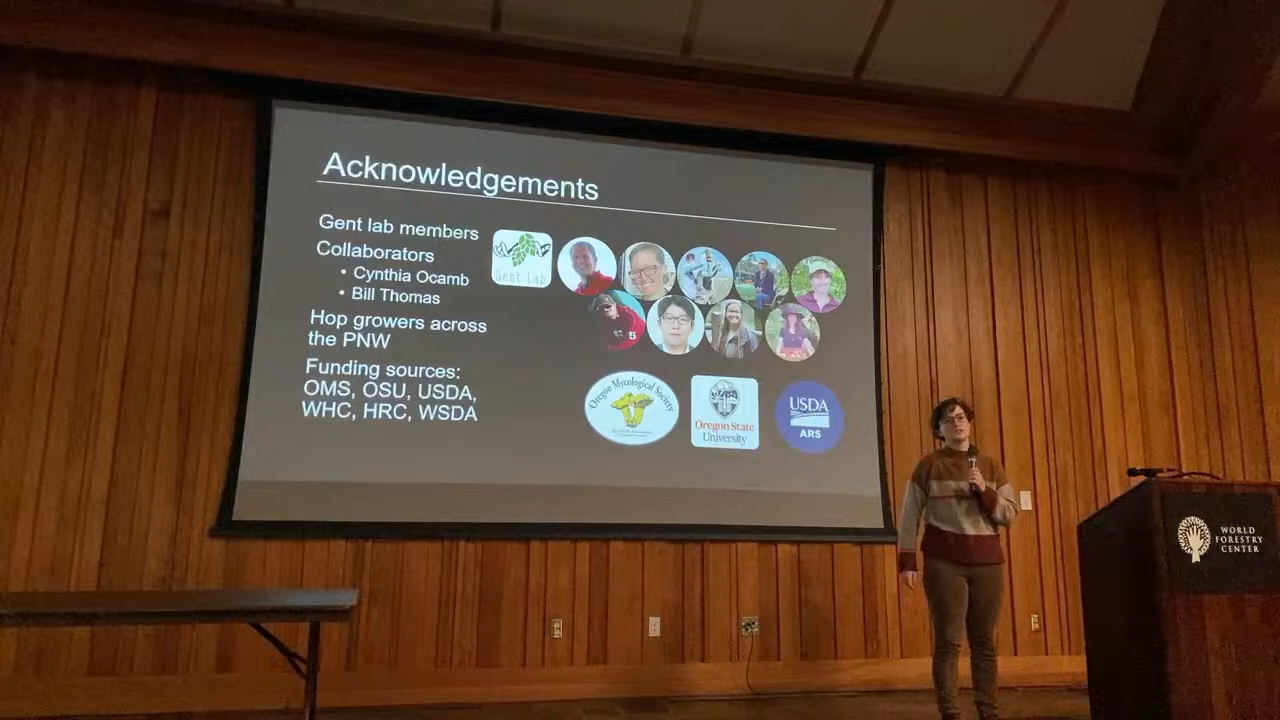 Acknowledgements
Gent lab members
Collaborators
• Cynthia Ocamb
• Bill Thomas
Hop growers across
the PNW
Funding sources:
OMS, OSU, USDA,
WHC, HRC, WSDA
Gent Lab
5
Oregon Mycological Society
Oregon State
University
USDA
ARS
WORLD
FORESTRY
CENTER